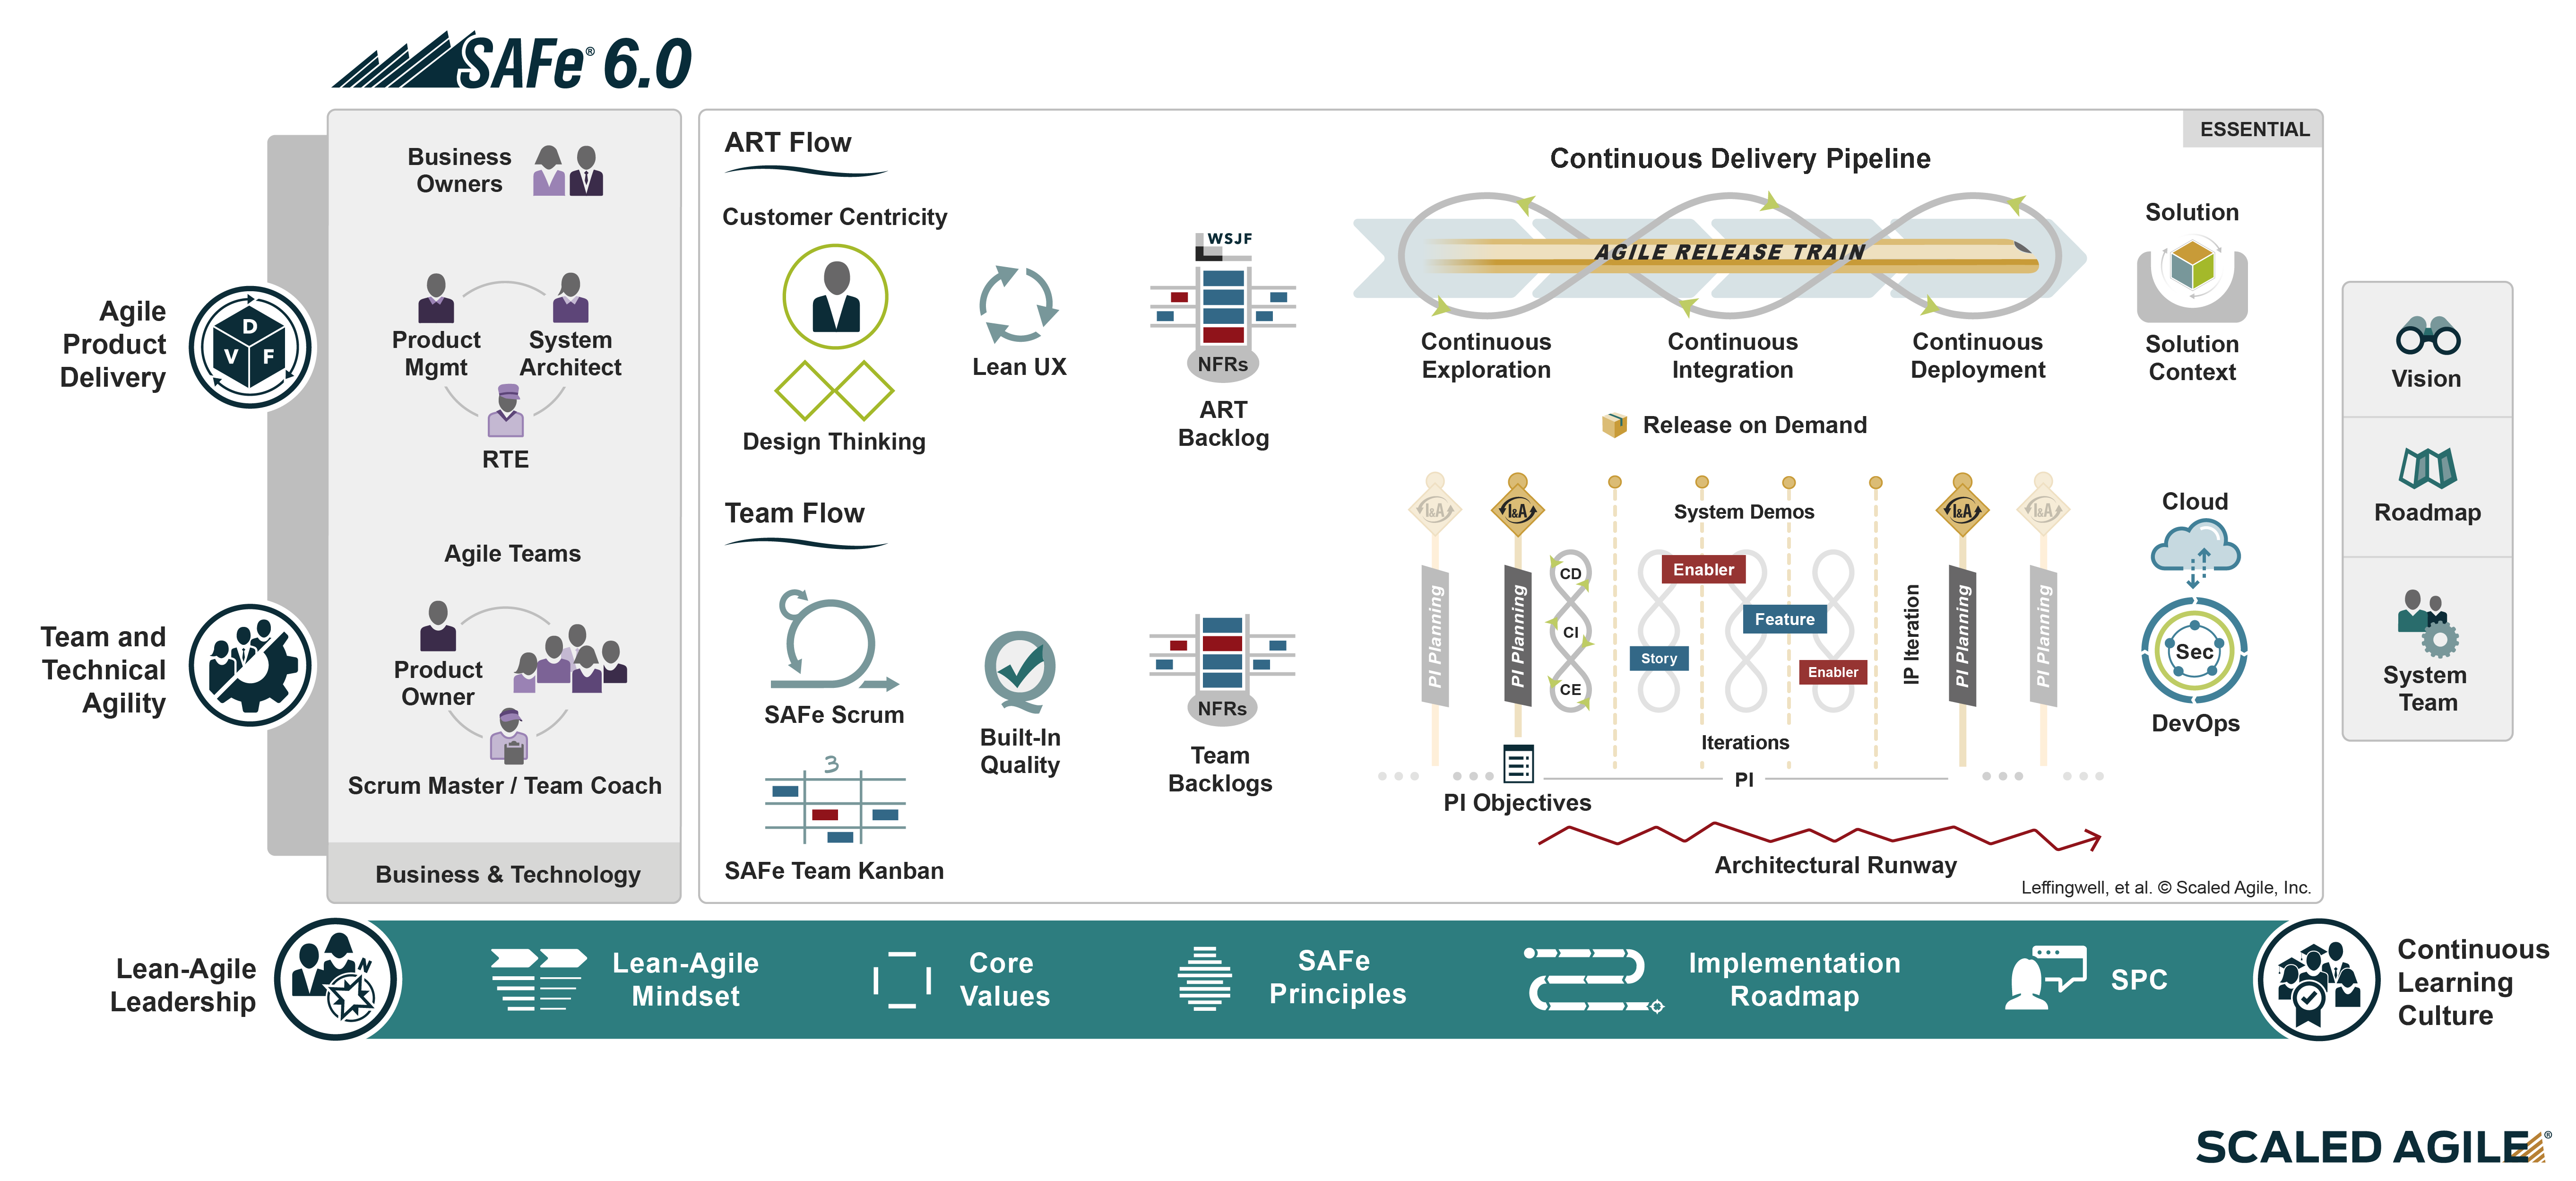 SAFe® 6.0
ESSENTIAL
Business
Owners
Product
Mgmt
System
Architect
RTE
Agile Teams
Product
Owner
Scrum Master / Team Coach
Business & Technology
Agile
Product
Delivery
D
V F
Team and
Technical
Agility
ART Flow
Customer Centricity
Design Thinking
Lean UX
WSJF
NFRs
ART
Backlog
Team Flow
SAFe Scrum
3
SAFe Team Kanban
Built-In
Quality
NFRs
Team
Backlogs
Continuous Delivery Pipeline
AGILE RELEASE TRAIN
Continuous
Exploration
Continuous
Integration
Continuous
Deployment
Release on Demand
Solution
Solution
Context
I&A
I&A
I&A
I&A
System Demos
PI Planning
PI Planning
CD
CI
CE
Enabler
Feature
Story
Enabler
IP Iteration
PI Planning
PI Planning
Iterations
PI
PI Objectives
Architectural Runway
Cloud
Sec
DevOps
Leffingwell, et al. © Scaled Agile, Inc.
Vision
Roadmap
System
Team
Lean-Agile
Leadership
N
Lean-Agile
Mindset
Core
Values
SAFe
Principles
Implementation
Roadmap
SPC
Continuous
Learning
Culture
SCALED AGILE®